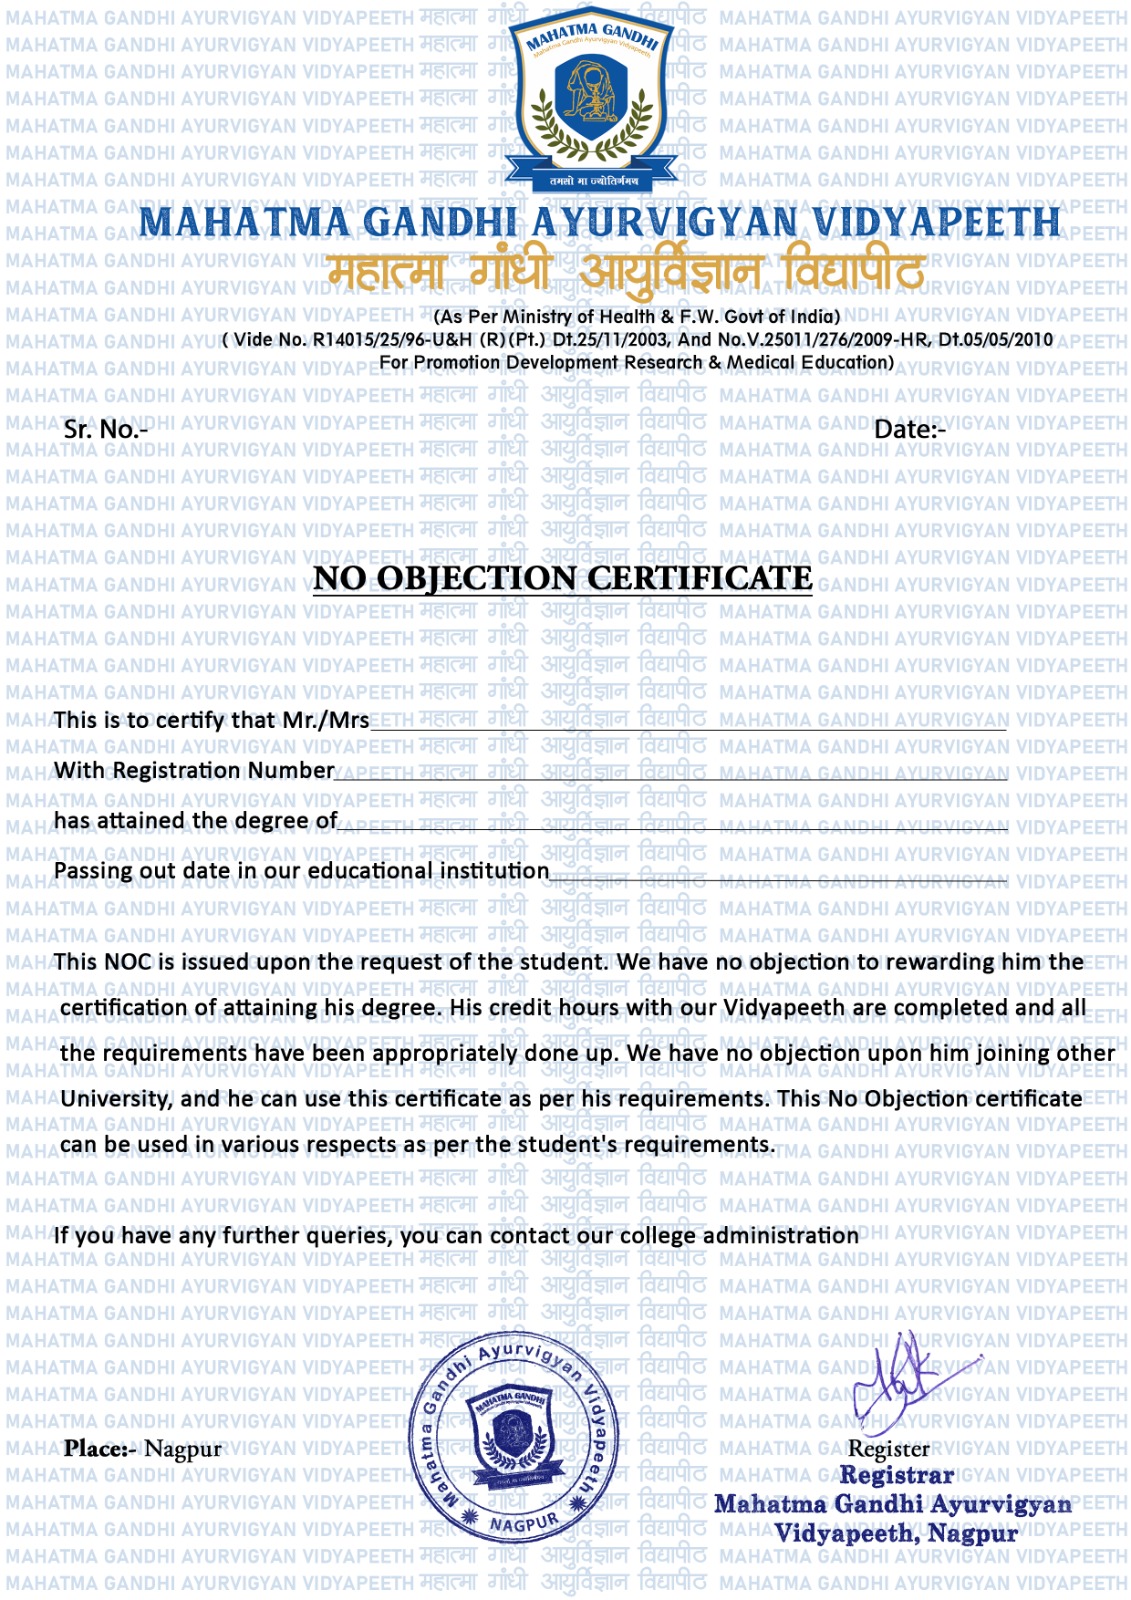 MAHATMA GANDHI
Mahatma Gandhi Ayurvigyan Vidyapeeth
तमसो मा ज्योतिर्गमय
MAHATMA GANDHI AYURVIGYAN VIDYAPEETH
महात्मा गांधी आयुर्विज्ञान विद्यापीठ
(As Per Ministry of Health & F.W. Govt of India)
( Vide No. R14015/25/96-U&H (R)(Pt.) Dt.25/11/2003, And No.V.25011/276/2009-HR, Dt.05/05/2010
For Promotion Development Research & Medical Education)
Sr. No.- Date:-
NO OBJECTION CERTIFICATE
This is to certify that Mr./Mrs
With Registration Number
has attained the degree of
Passing out date in our educational institution
This NOC is issued upon the request of the student. We have no objection to rewarding him the
certification of attaining his degree. His credit hours with our Vidyapeeth are completed and all
the requirements have been appropriately done up. We have no objection upon him joining other
University, and he can use this certificate as per his requirements. This No Objection certificate
can be used in various respects as per the student's requirements.
If you have any further queries, you can contact our college administration
Mahatma Gandhi Ayurvigyan Vidyapeeth
MAHATMA GANDHI
NAGPUR
Place:- Nagpur
Register
Registrar
Mahatma Gandhi Ayurvigyan
Vidyapeeth, Nagpur
MAHATMA GANDHI AYURVIGYAN VIDYAPEETH महात्मा गांधी आयुर्विज्ञान विद्यापीठ MAHATMA GANDHI AYURVIGYAN VIDYAPEETH